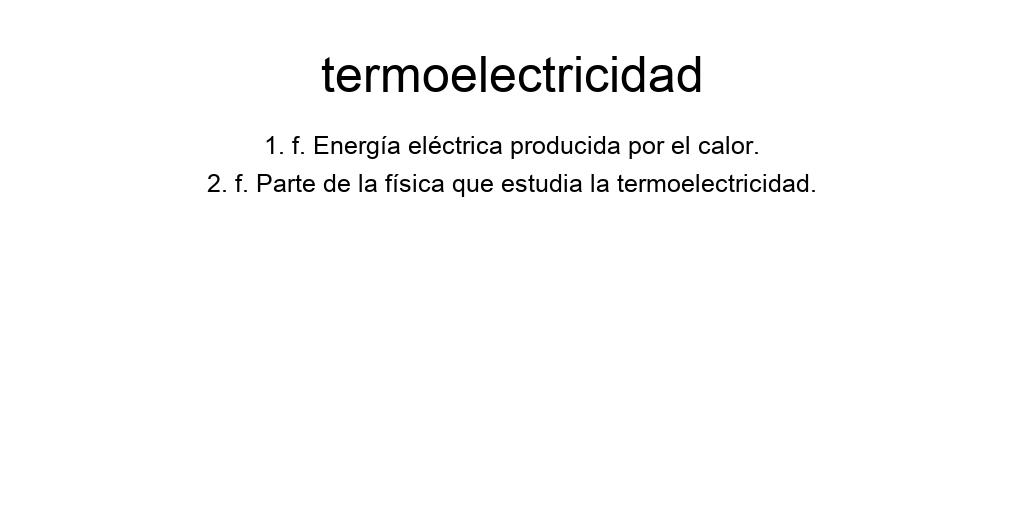 termoelectricidad
1. f. Energía eléctrica producida por el calor.
2. f. Parte de la física que estudia la termoelectricidad.